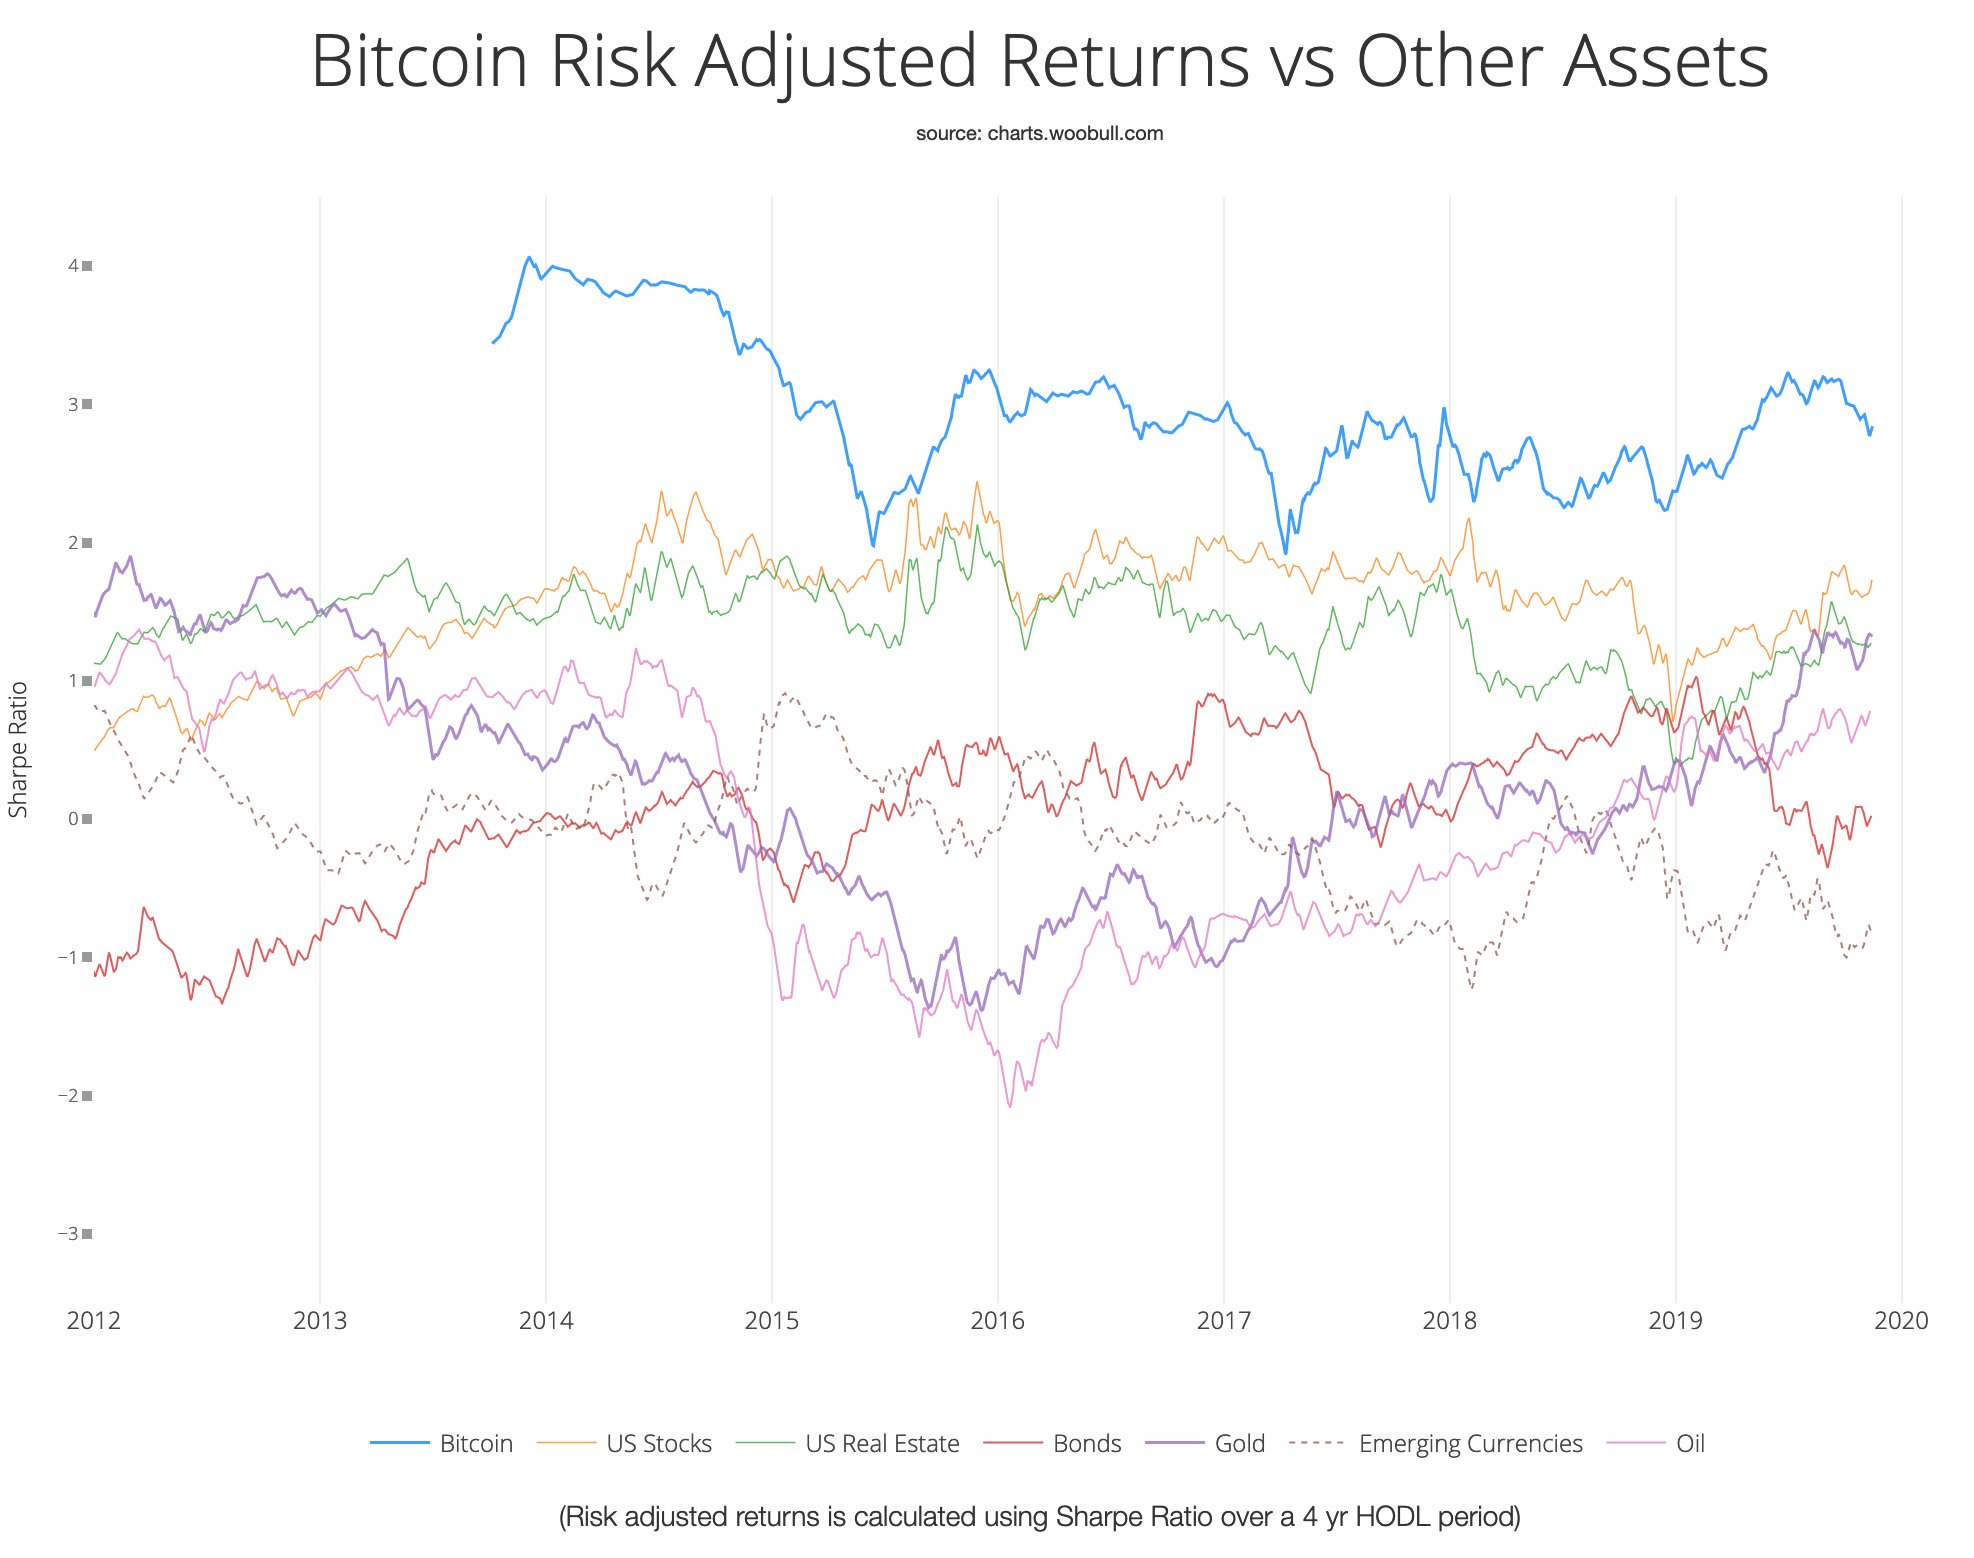 Bitcoin Risk Adjusted Returns vs Other Assets
source: charts.woobull.com
Sharpe Ratio
4
3
2
1
0
−1
−2
−3
2012 2013 2014 2015 2016 2017 2018 2019 2020
Bitcoin US Stocks US Real Estate Bonds Gold Emerging Currencies Oil
(Risk adjusted returns is calculated using Sharpe Ratio over a 4 yr HODL period)